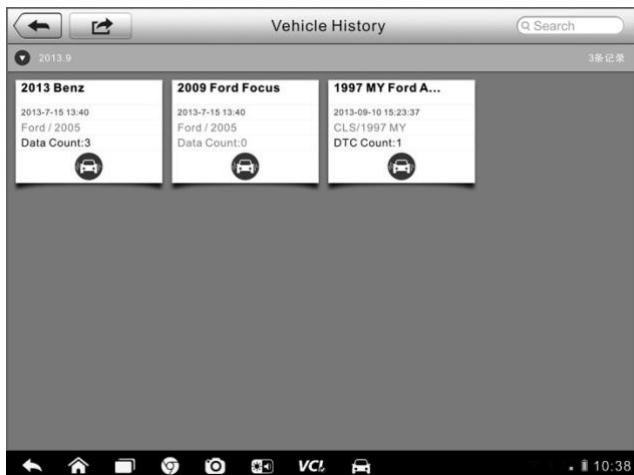 Vehicle History
Search
2013.9
3条记录
2013 Benz
2013-7-15 13:40
Ford / 2005
Data Count:3
2009 Ford Focus
2013-7-15 13:40
Ford / 2005
Data Count:0
1997 MY Ford A...
2013-09-10 15:23:37
CLS/1997 MY
DTC Count:1
VCI
10:38